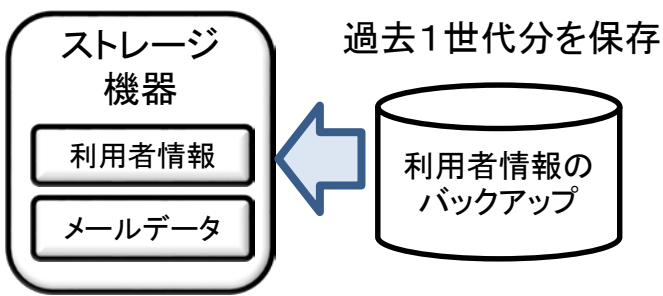 ストレージ
機器
利用者情報
メールデータ
過去１世代分を保存
利用者情報の
バックアップ